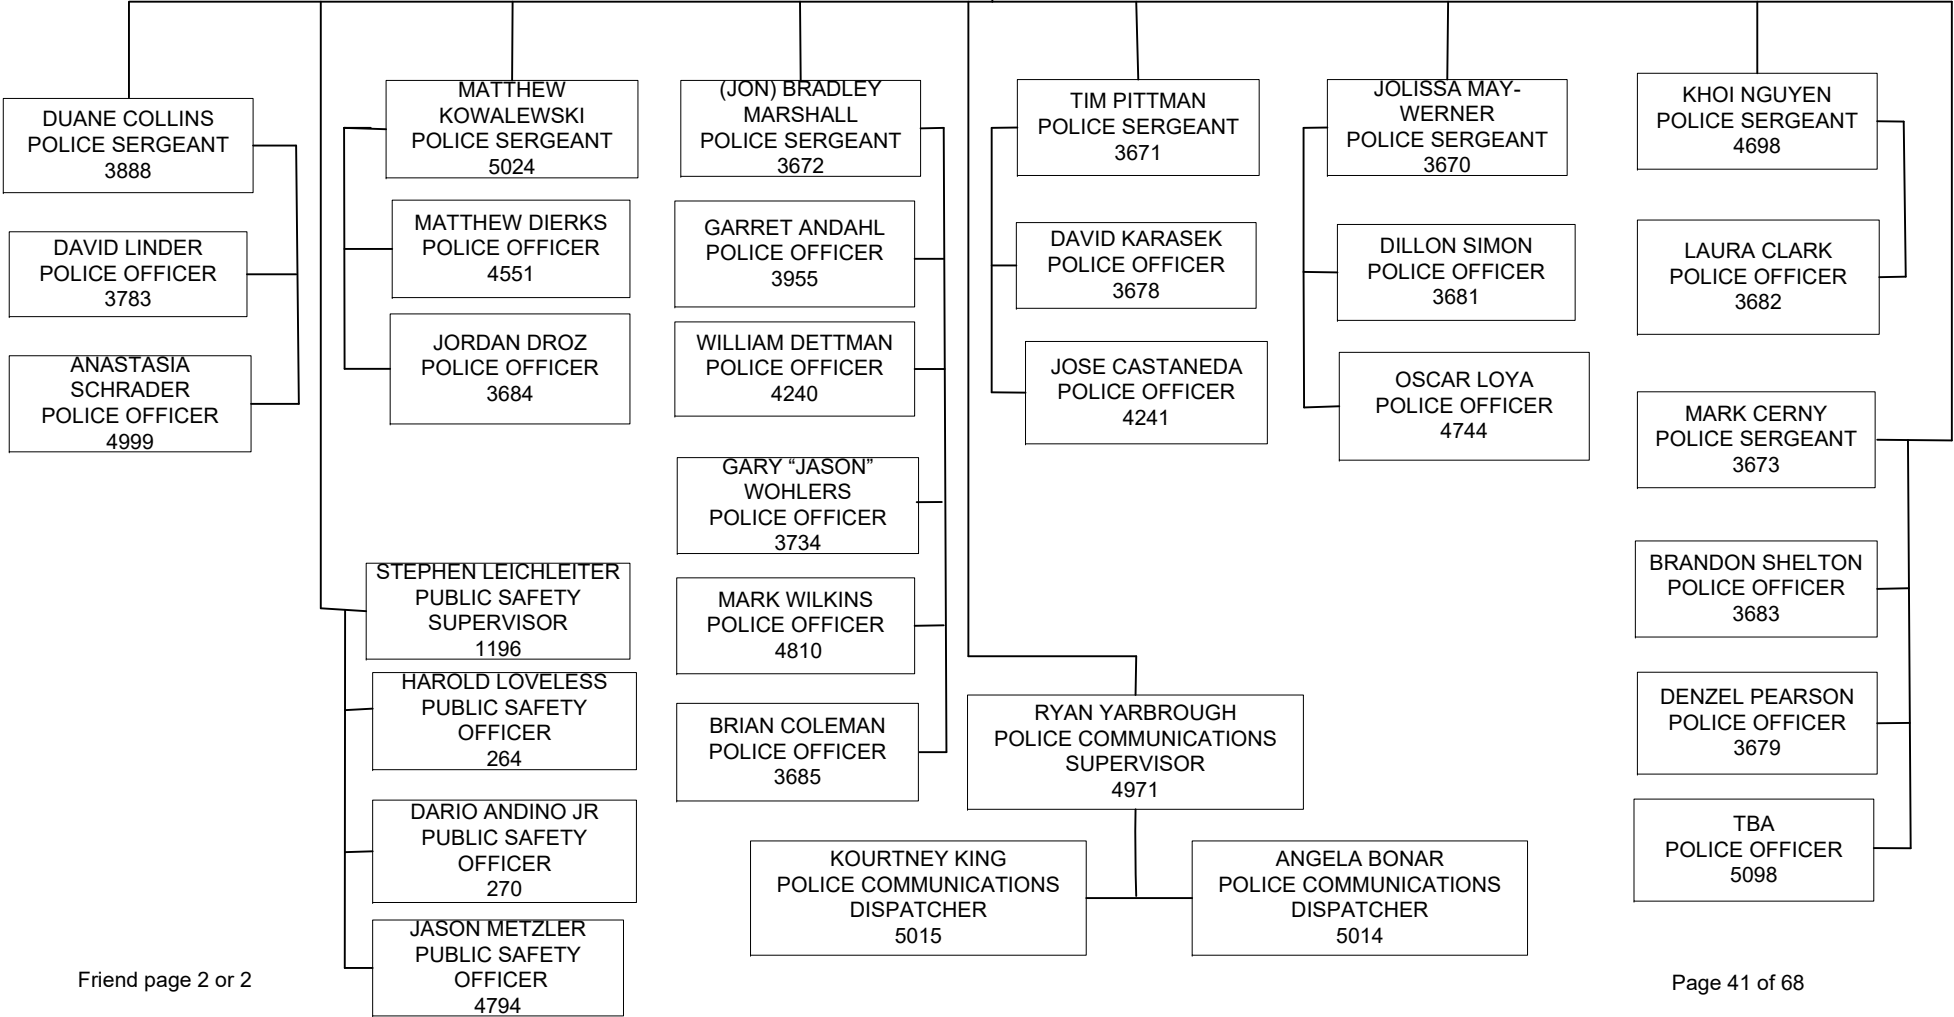 DUANE COLLINS
POLICE SERGEANT
3888
DAVID LINDER
POLICE OFFICER
3783
ANASTASIA
SCHRADER
POLICE OFFICER
4999
MATTHEW
KOWALEWSKI
POLICE SERGEANT
5024
MATTHEW DIERKS
POLICE OFFICER
4551
JORDAN DROZ
POLICE OFFICER
3684
STEPHEN LEICHLEITER
PUBLIC SAFETY
SUPERVISOR
1196
HAROLD LOVELESS
PUBLIC SAFETY
OFFICER
264
DARIO ANDINO JR
PUBLIC SAFETY
OFFICER
270
JASON METZLER
PUBLIC SAFETY
OFFICER
4794
(JON) BRADLEY
MARSHALL
POLICE SERGEANT
3672
GARRET ANDAHL
POLICE OFFICER
3955
WILLIAM DETTMAN
POLICE OFFICER
4240
GARY “JASON”
WOHLERS
POLICE OFFICER
3734
MARK WILKINS
POLICE OFFICER
4810
BRIAN COLEMAN
POLICE OFFICER
3685
TIM PITTMAN
POLICE SERGEANT
3671
DAVID KARASEK
POLICE OFFICER
3678
JOSE CASTANEDA
POLICE OFFICER
4241
RYAN YARBROUGH
POLICE COMMUNICATIONS
SUPERVISOR
4971
KOURTNEY KING
POLICE COMMUNICATIONS
DISPATCHER
5015
ANGELA BONAR
POLICE COMMUNICATIONS
DISPATCHER
5014
JOLISSA MAY-
WERNER
POLICE SERGEANT
3670
DILLON SIMON
POLICE OFFICER
3681
OSCAR LOYA
POLICE OFFICER
4744
KHOI NGUYEN
POLICE SERGEANT
4698
LAURA CLARK
POLICE OFFICER
3682
MARK CERNY
POLICE SERGEANT
3673
BRANDON SHELTON
POLICE OFFICER
3683
DENZEL PEARSON
POLICE OFFICER
3679
TBA
POLICE OFFICER
5098
Friend page 2 or 2
Page 41 of 68